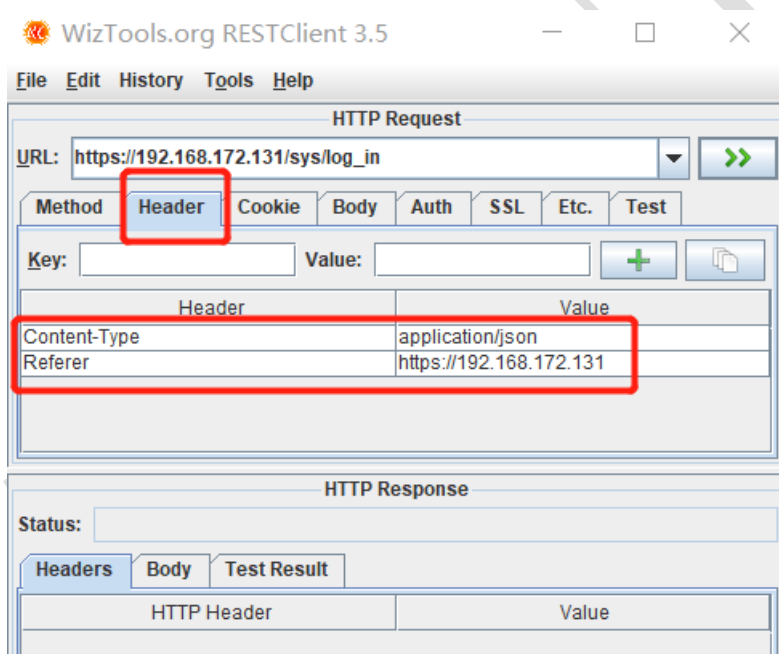 WizTools.org RESTClient 3.5
File Edit History Tools Help
HTTP Request
URL: https://192.168.172.131/sys/log_in
Method Header Cookie Body Auth SSL Etc. Test
Key: Value:
Header Value
Content-Type application/json
Referer https://192.168.172.131
HTTP Response
Status:
Headers Body Test Result
HTTP Header Value